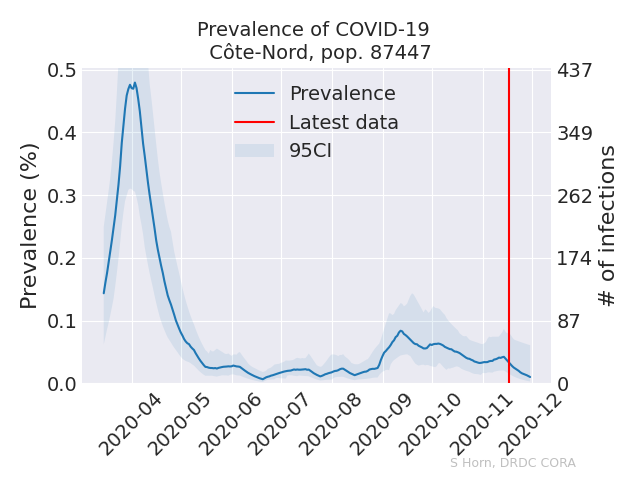 Prevalence of COVID-19
Côte-Nord, pop. 87447
Prevalence
Latest data
95CI
Prevalence (%)
0.5
0.4
0.3
0.2
0.1
0.0
437
349
262
174
87
0
# of infections
2020-04
2020-05
2020-06
2020-07
2020-08
2020-09
2020-10
2020-11
2020-12
S Horn, DRDC CORA